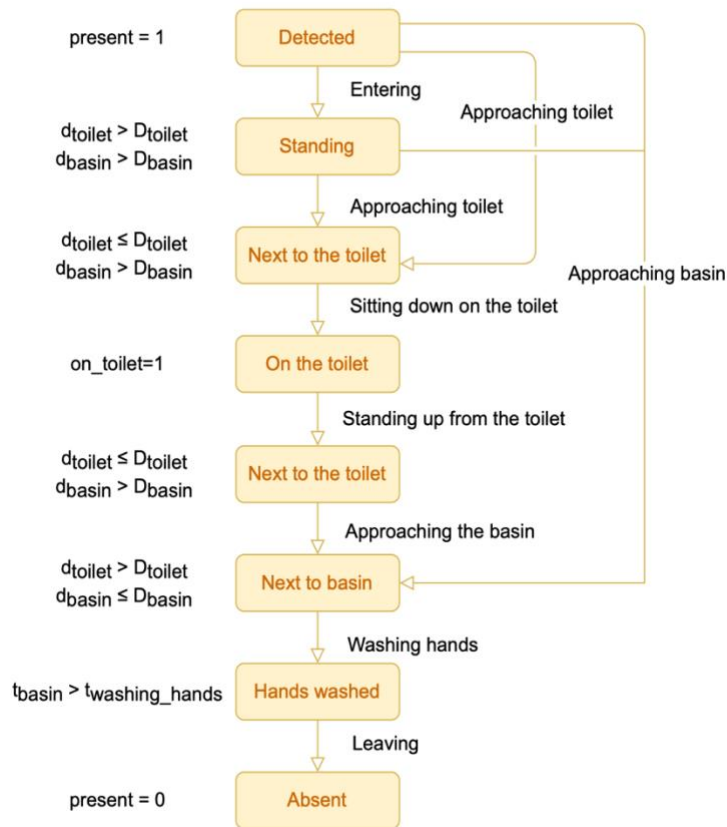 present = 1
Detected
Entering
Approaching toilet
dtoilet > Dtoilet
dbasin > Dbasin
Standing
Approaching toilet
dtoilet ≤ Dtoilet
dbasin > Dbasin
Next to the toilet
Approaching basin
Sitting down on the toilet
on_toilet=1
On the toilet
Standing up from the toilet
dtoilet ≤ Dtoilet
dbasin > Dbasin
Next to the toilet
Approaching the basin
dtoilet > Dtoilet
dbasin ≤ Dbasin
Next to basin
Washing hands
tbasin > twashing_hands
Hands washed
Leaving
present = 0
Absent